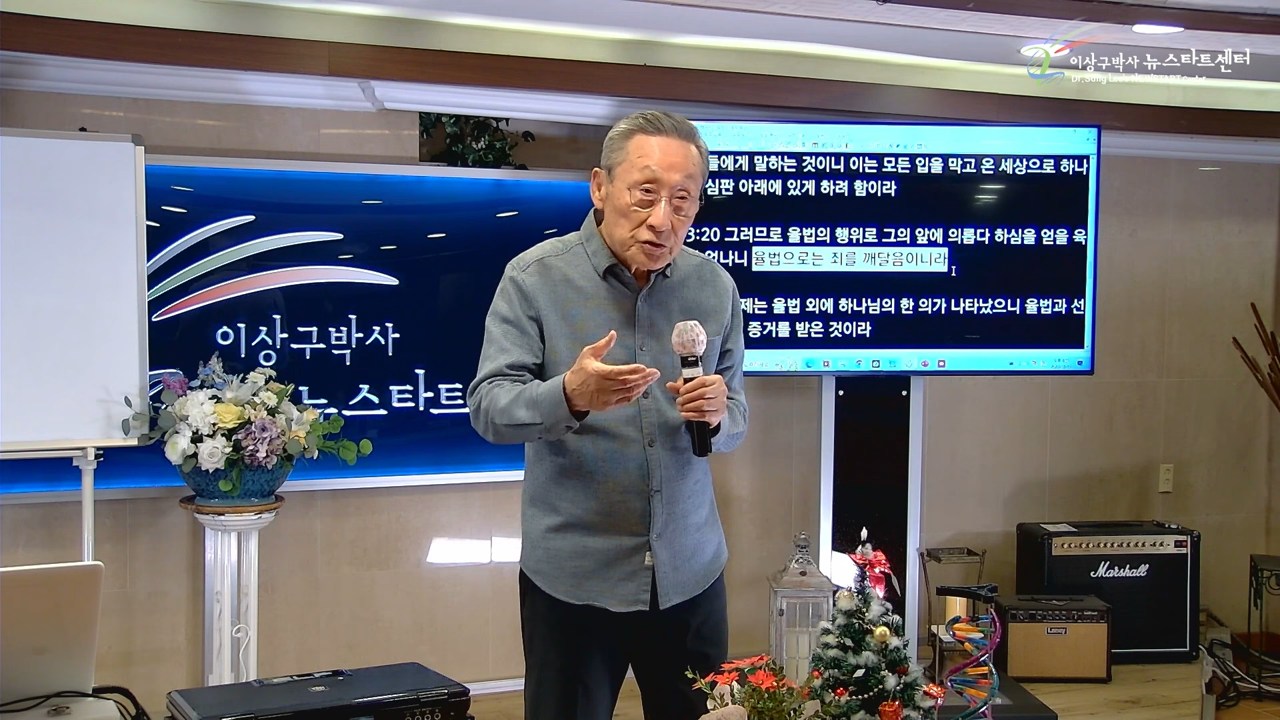 이상구박사 뉴스타트센터
들에게 말하는 것이니 이는 모든 입을 막고 온 세상으로 하나
심판 아래에 있게 하려 함이라
3:20 그러므로 율법의 행위로 그의 앞에 의롭다 하심을 얻을 육
없나니 율법으로는 죄를 깨달음이니라
제는 율법 외에 하나님의 한 의가 나타났으니 율법과 선
증거를 받은 것이라
이상구박사
뉴스타트
Marshall
Laney